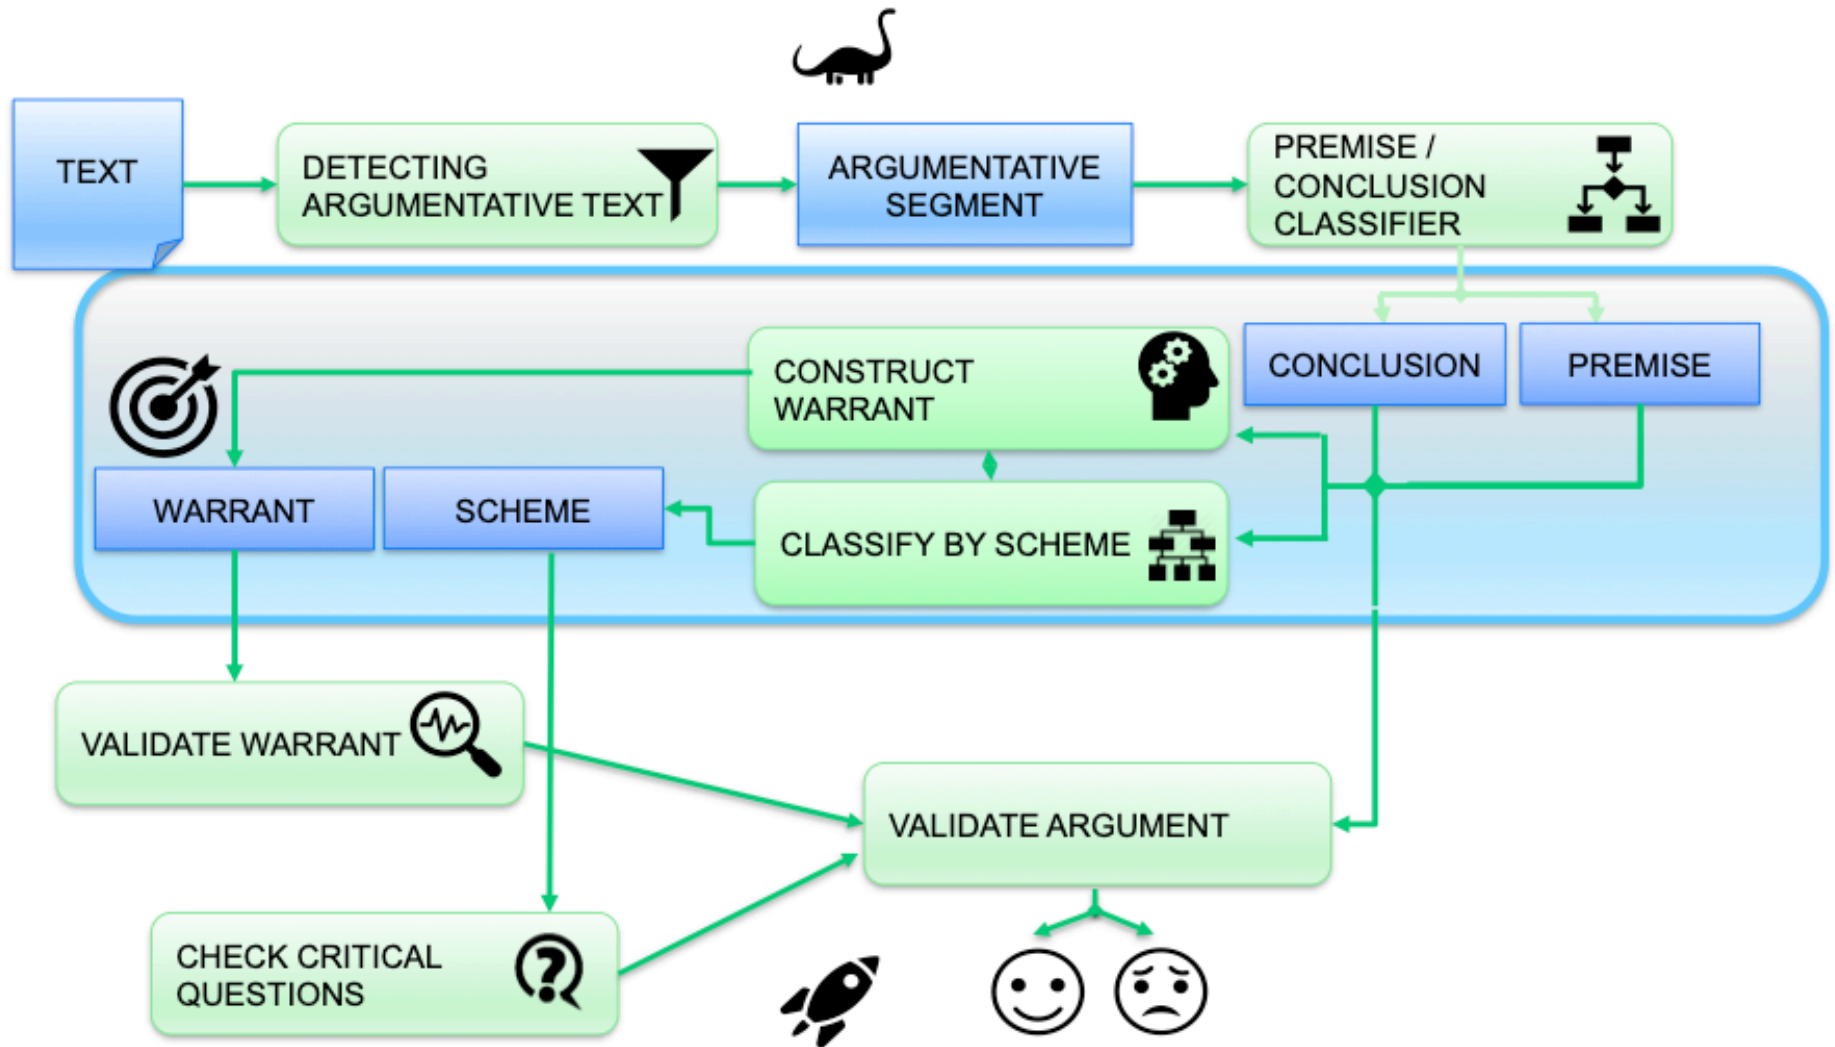 TEXT
DETECTING
ARGUMENTATIVE TEXT
ARGUMENTATIVE
SEGMENT
PREMISE /
CONCLUSION
CLASSIFIER
CONSTRUCT
WARRANT
CONCLUSION
PREMISE
WARRANT
SCHEME
CLASSIFY BY SCHEME
VALIDATE WARRANT
VALIDATE ARGUMENT
CHECK CRITICAL
QUESTIONS
?